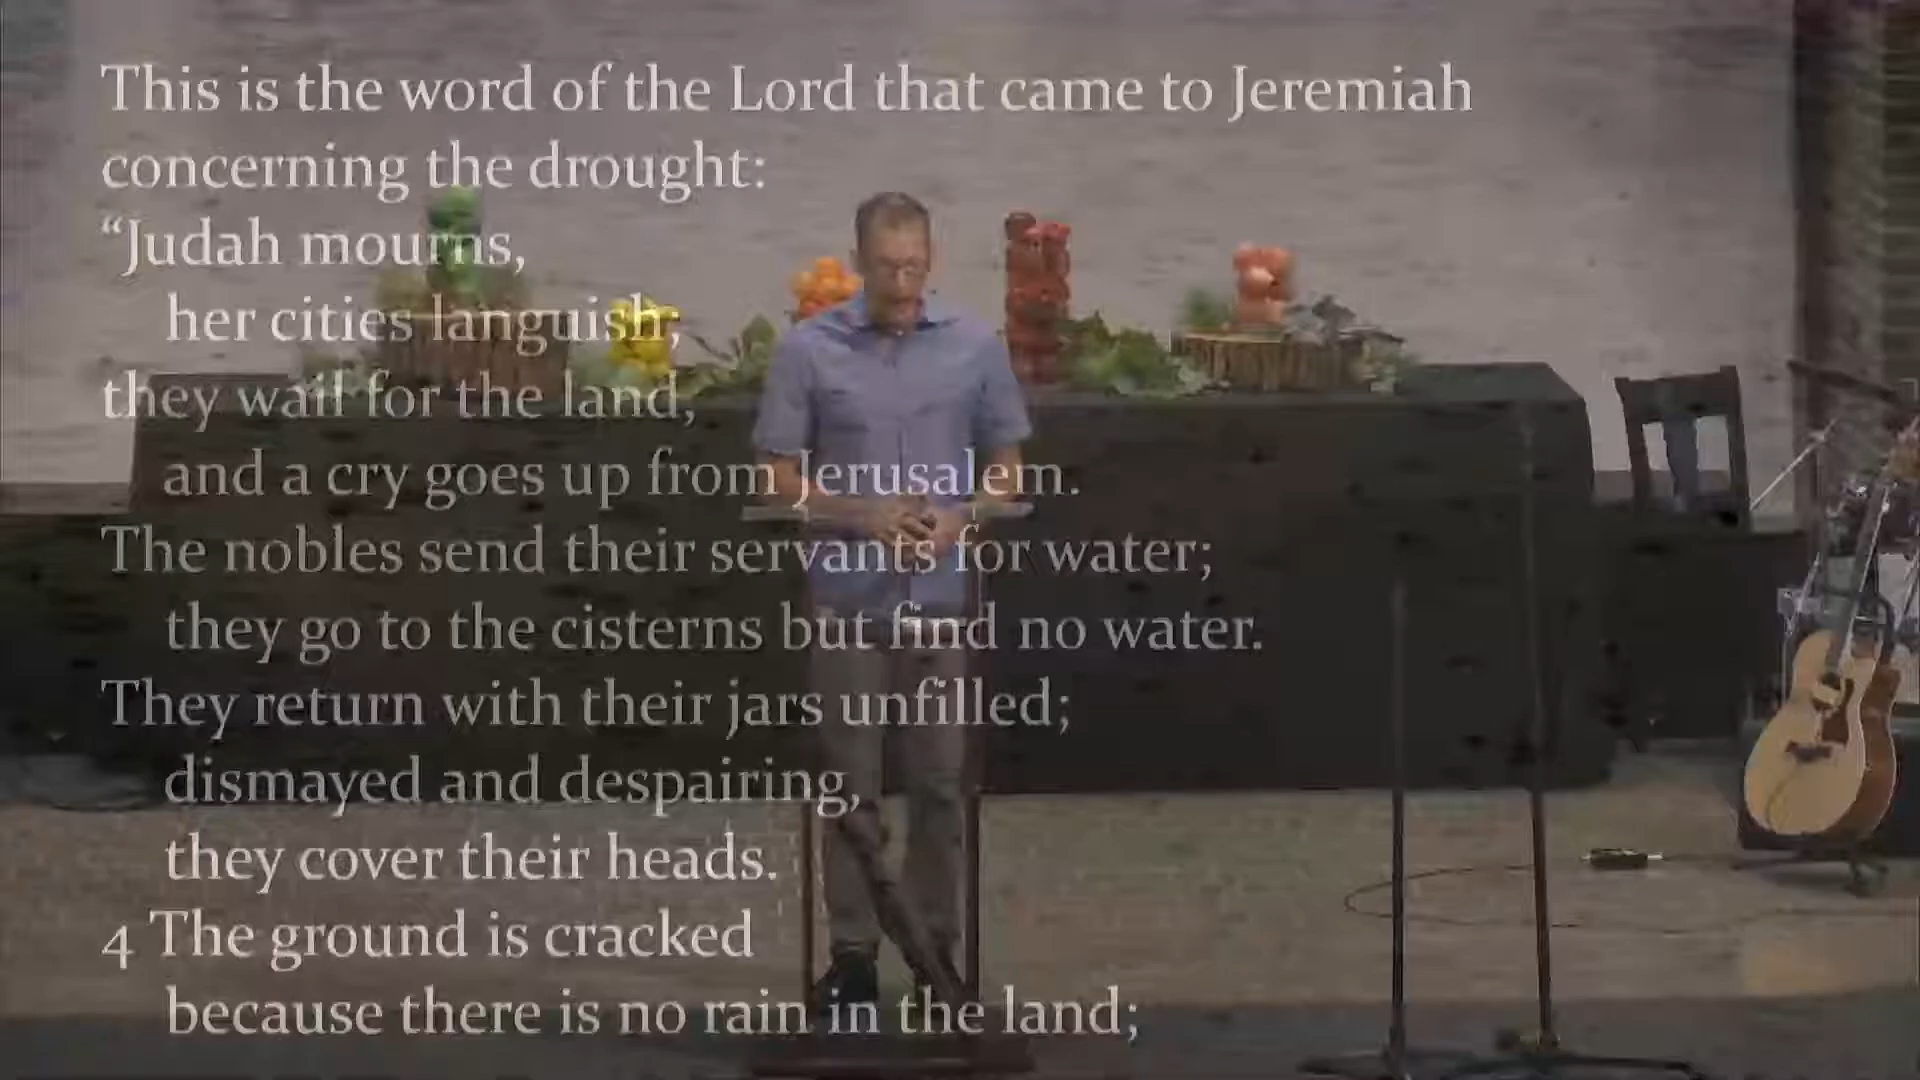 This is the word of the Lord that came to Jeremiah
concerning the drought:
“Judah mourns,
her cities languish;
they wail for the land,
and a cry goes up from Jerusalem.
The nobles send their servants for water;
they go to the cisterns but find no water.
They return with their jars unfilled;
dismayed and despairing,
they cover their heads.
4 The ground is cracked
because there is no rain in the land;